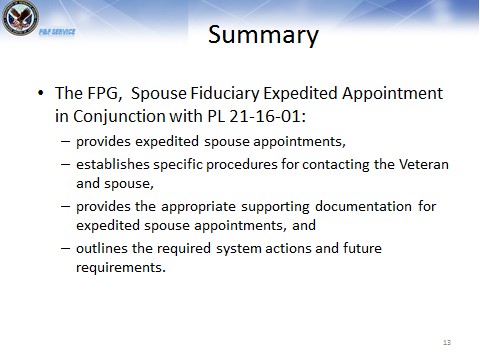 P&F SERVICE
Summary
• The FPG,  Spouse Fiduciary Expedited Appointment
in Conjunction with PL 21-16-01:
– provides expedited spouse appointments,
– establishes specific procedures for contacting the Veteran
and spouse,
– provides the appropriate supporting documentation for
expedited spouse appointments, and
– outlines the required system actions and future
requirements.
13